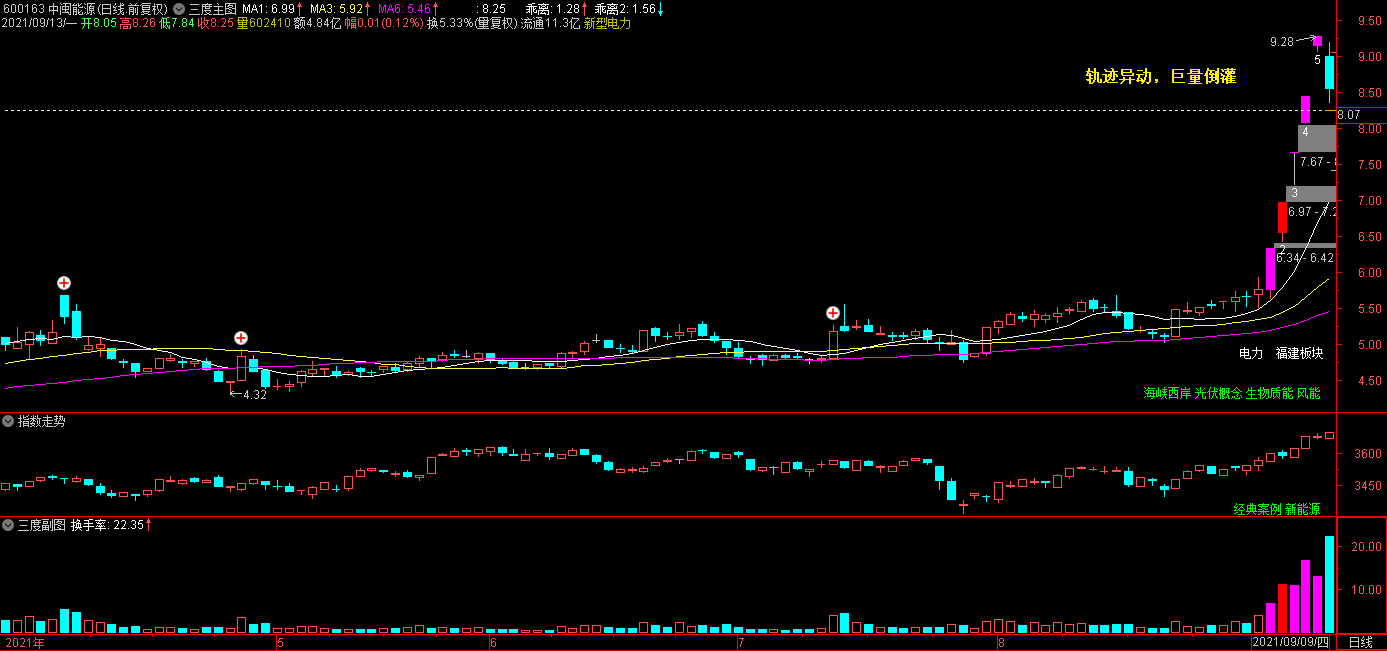 600163 中闽能源(日线.前复权) 三度主图 MA1: 6.99↑ MA3: 5.92↑ MA6: 5.46↑ : 8.25 乖离: 1.28↑ 乖离2: 1.56↓
2021/09/13/一 开8.05 高8.26 低7.84 收8.25 量602410 额4.84亿 幅0.01(0.12%) 换5.33%(量复权) 流通11.3亿 新型电力
9.50
9.28
5
9.00
轨迹异动，巨量倒灌
8.50
8.07
4
8.00
7.67 -
7.50
3
7.00
6.97 - 7.2
6.50
2
6.34 - 6.42
6.00
5.50
5.00
电力 福建板块
4.50
←4.32
海峡西岸 光伏概念 生物质能 风能
指数走势
3600
3450
经典案例 新能源
三度副图 换手率: 22.35↑
20.00
10.00
2021年 5 6 7 8 2021/09/09/四 日线